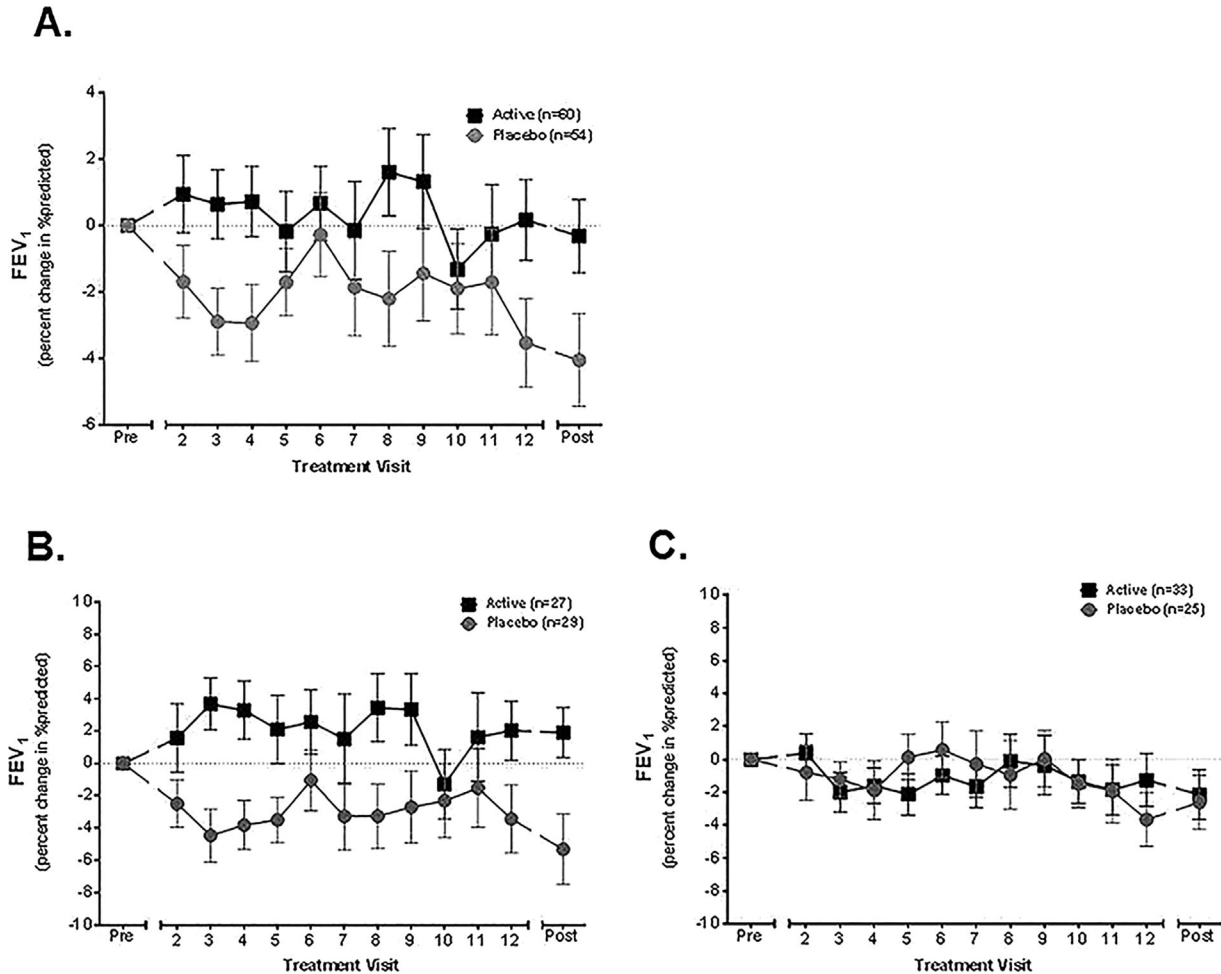 A.
4
2
0
-2
-4
-6
FEV1
(percent change in %predicted)
Active (n=60)
Placebo (n=54)
Pre 2 3 4 5 6 7 8 9 10 11 12 Post
Treatment Visit
B.
10
8
6
4
2
0
-2
-4
-6
-8
-10
FEV1
(percent change in %predicted)
Active (n=27)
Placebo (n=29)
Pre 2 3 4 5 6 7 8 9 10 11 12 Post
Treatment Visit
C.
10
8
6
4
2
0
-2
-4
-6
-8
-10
FEV1
(percent change in %predicted)
Active (n=33)
Placebo (n=25)
Pre 2 3 4 5 6 7 8 9 10 11 12 Post
Treatment Visit